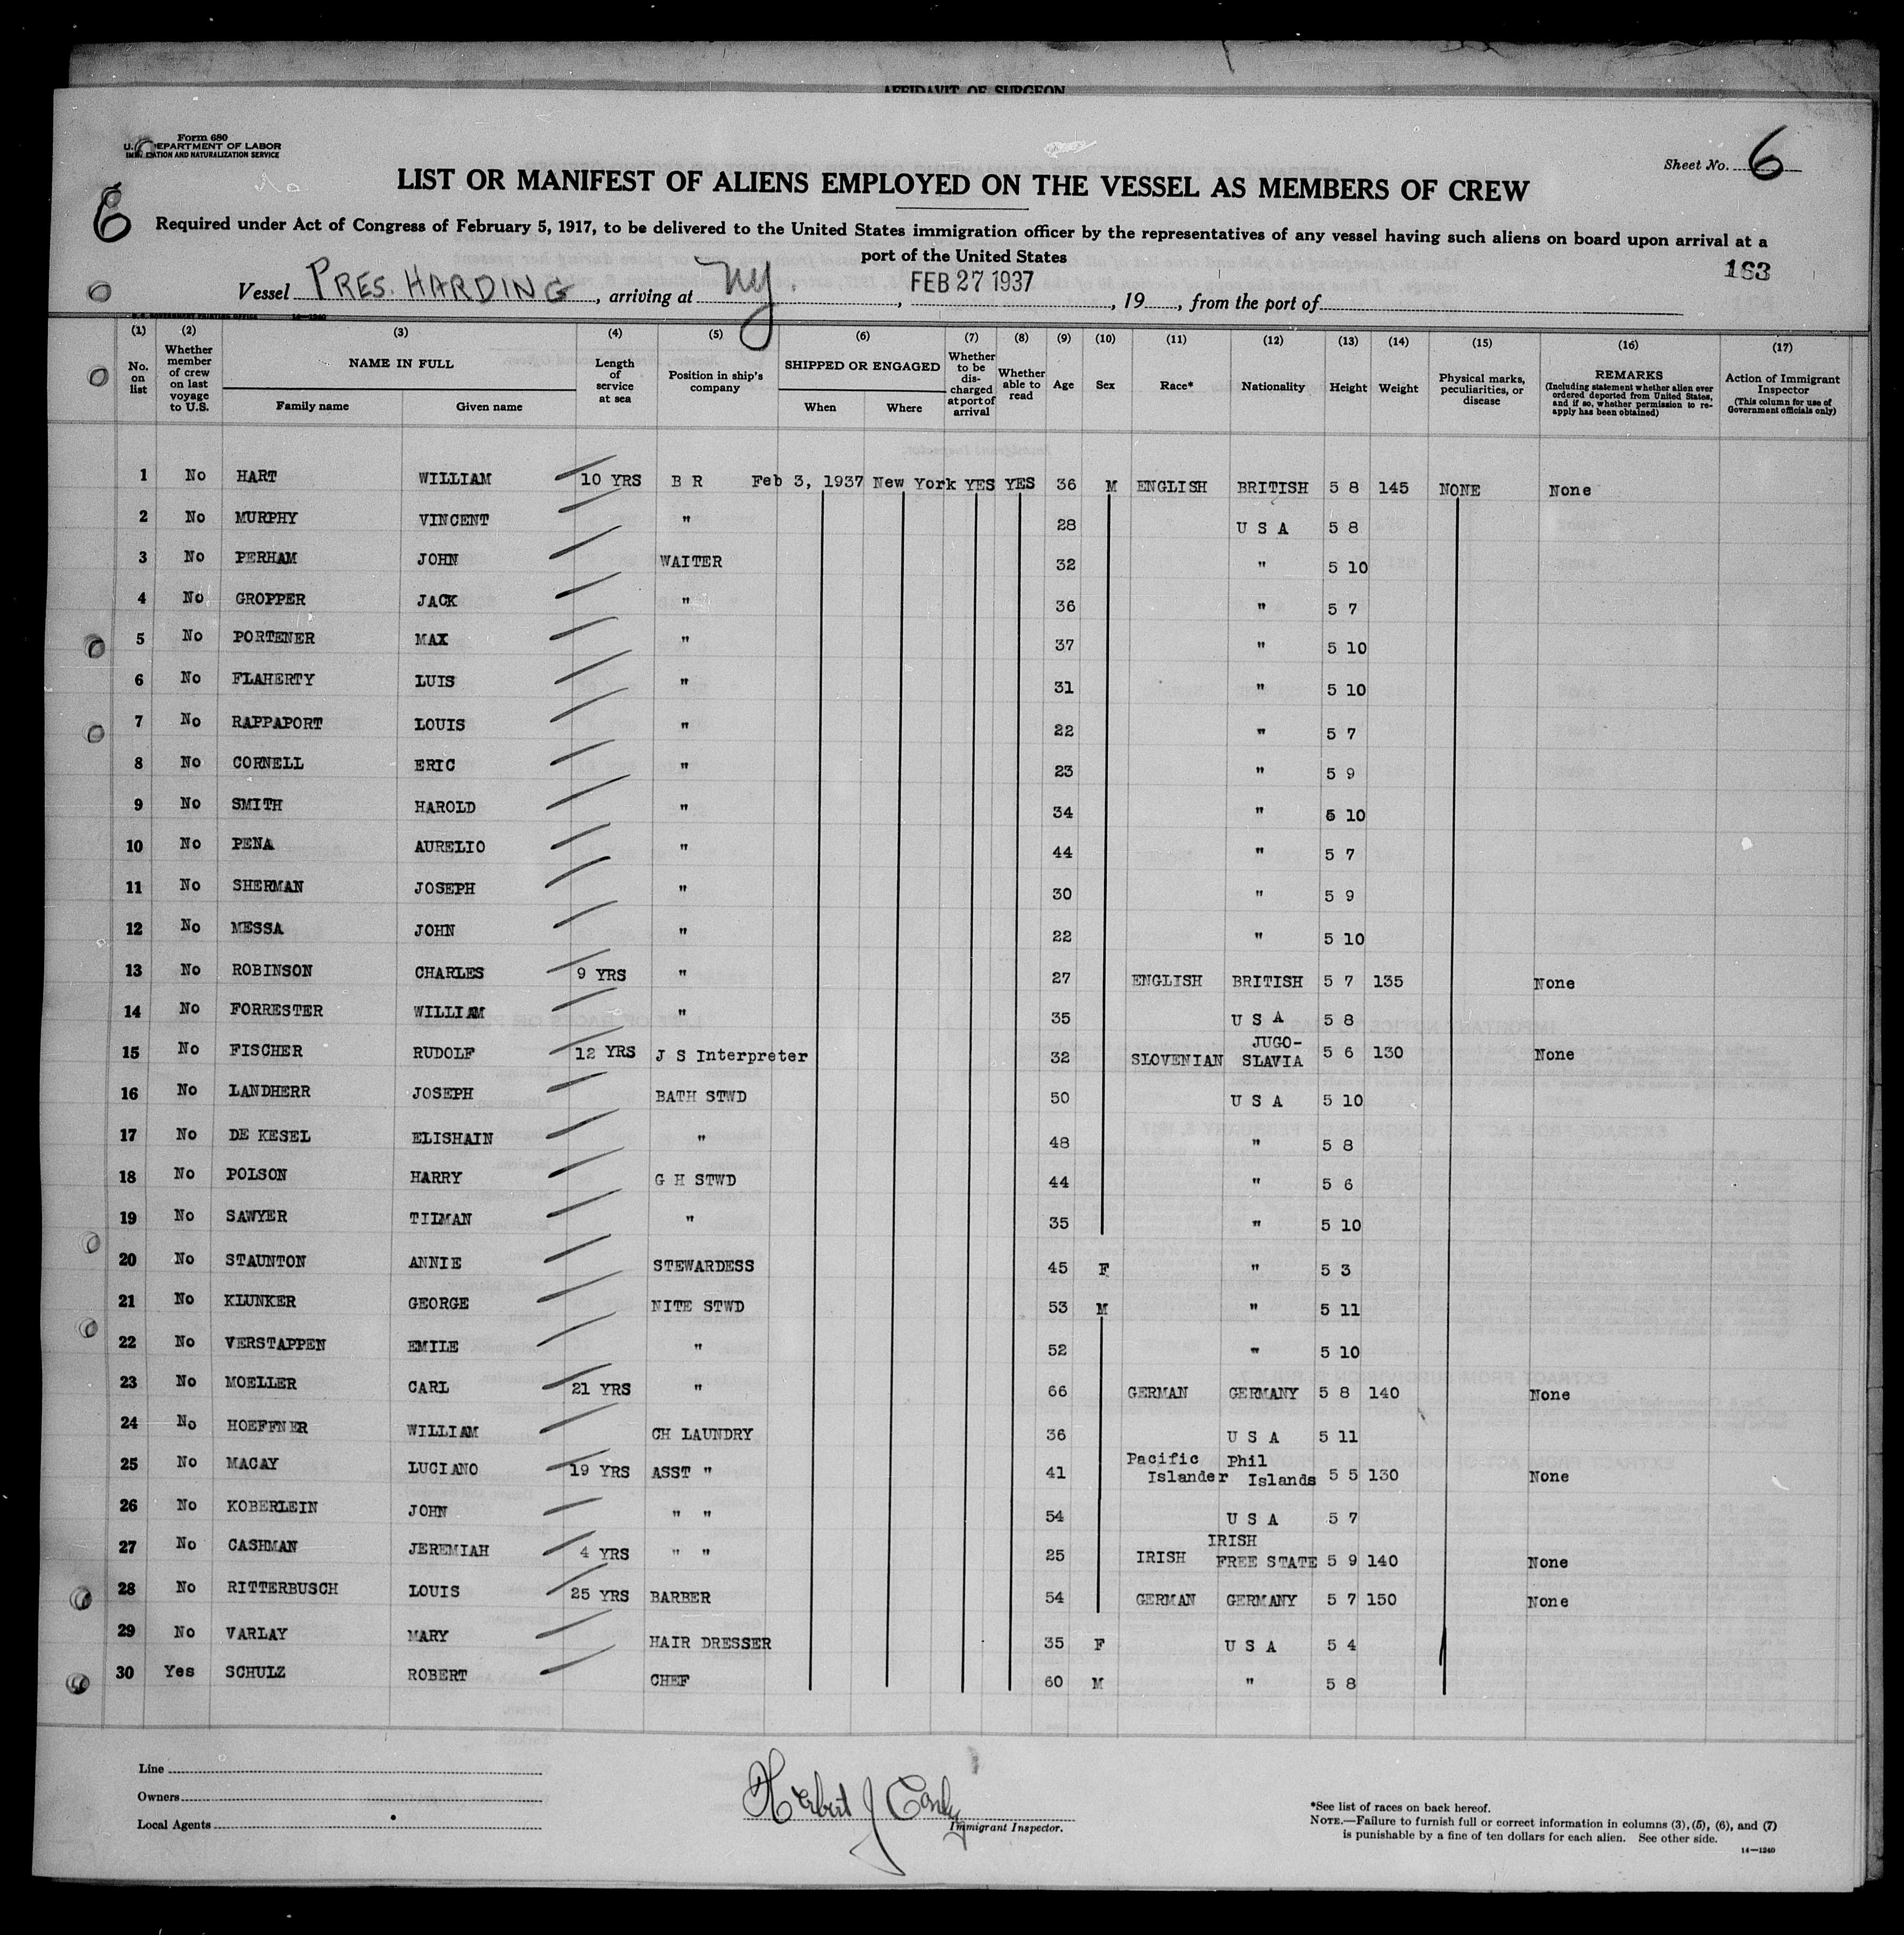 AFFIDAVIT OF SURGEON
Form 680
U. DEPARTMENT OF LABOR
IMMIGRATION AND NATURALIZATION SERVICE
Sheet No. 6
LIST OR MANIFEST OF ALIENS EMPLOYED ON THE VESSEL AS MEMBERS OF CREW
6
Required under Act of Congress of February 5, 1917, to be delivered to the United States immigration officer by the representatives of any vessel having such aliens on board upon arrival at a
port of the United States
163
Vessel PRES. HARDING, arriving at NY., FEB 27 1937, 19, from the port of
(1) (2) (3) (4) (5) (6) (7) (8) (9) (10) (11) (12) (13) (14) (15) (16) (17)
No. on list
Whether member of crew on last voyage to U.S.
NAME IN FULL
Family name
Given name
Length of service at sea
Position in ship's company
SHIPPED OR ENGAGED
When
Where
Whether to be discharged at port of arrival
Whether able to read
Age
Sex
Race*
Nationality
Height
Weight
Physical marks, peculiarities, or disease
REMARKS
(Including statement whether alien ever ordered deported from United States, and if so, whether permission to reapply has been obtained)
Action of Immigrant Inspector
(This column for use of Government officials only)
1 No HART WILLIAM 10 YRS B R Feb 3, 1937 New York YES YES 36 M ENGLISH BRITISH 5 8 145 NONE None
2 No MURPHY VINCENT " 28 U S A 5 8
3 No PERHAM JOHN WAITER 32 " 5 10
4 No GROPPER JACK " 36 " 5 7
5 No PORTENER MAX " 37 " 5 10
6 No FLAHERTY LUIS " 31 " 5 10
7 No RAPPAPORT LOUIS " 22 " 5 7
8 No CORNELL ERIC " 23 " 5 9
9 No SMITH HAROLD " 34 " 5 10
10 No PENA AURELIO " 44 " 5 7
11 No SHERMAN JOSEPH " 30 " 5 9
12 No MESSA JOHN " 22 " 5 10
13 No ROBINSON CHARLES 9 YRS " 27 ENGLISH BRITISH 5 7 135 None
14 No FORRESTER WILLIAM " 35 U S A 5 8
15 No FISCHER RUDOLF 12 YRS J S Interpreter 32 SLOVENIAN JUGO-SLAVIA 5 6 130 None
16 No LANDHERR JOSEPH BATH STWD 50 U S A 5 10
17 No DE KESEL ELISHAIN " 48 " 5 8
18 No POLSON HARRY G H STWD 44 " 5 6
19 No SAWYER TILMAN " 35 " 5 10
20 No STAUNTON ANNIE STEWARDESS 45 F " 5 3
21 No KLUNKER GEORGE NITE STWD 53 M " 5 11
22 No VERSTAPPEN EMILE " 52 " 5 10
23 No MOELLER CARL 21 YRS " 66 GERMAN GERMANY 5 8 140 None
24 No HOEFFNER WILLIAM CH LAUNDRY 36 U S A 5 11
25 No MACAY LUCIANO 19 YRS ASST " 41 Pacific Islander Phil Islands 5 5 130 None
26 No KOBERLEIN JOHN " " 54 U S A 5 7
27 No CASHMAN JEREMIAH 4 YRS " " 25 IRISH IRISH FREE STATE 5 9 140 None
28 No RITTERBUSCH LOUIS 25 YRS BARBER 54 GERMAN GERMANY 5 7 150 None
29 No VARLAY MARY HAIR DRESSER 35 F U S A 5 4
30 Yes SCHULZ ROBERT CHEF 60 M " 5 8
Line
Owners
Local Agents
Herbert J
Immigrant Inspector.
*See list of races on back hereof.
NOTE.—Failure to furnish full or correct information in columns (3), (5), (6), and (7)
is punishable by a fine of ten dollars for each alien. See other side.
14—1240